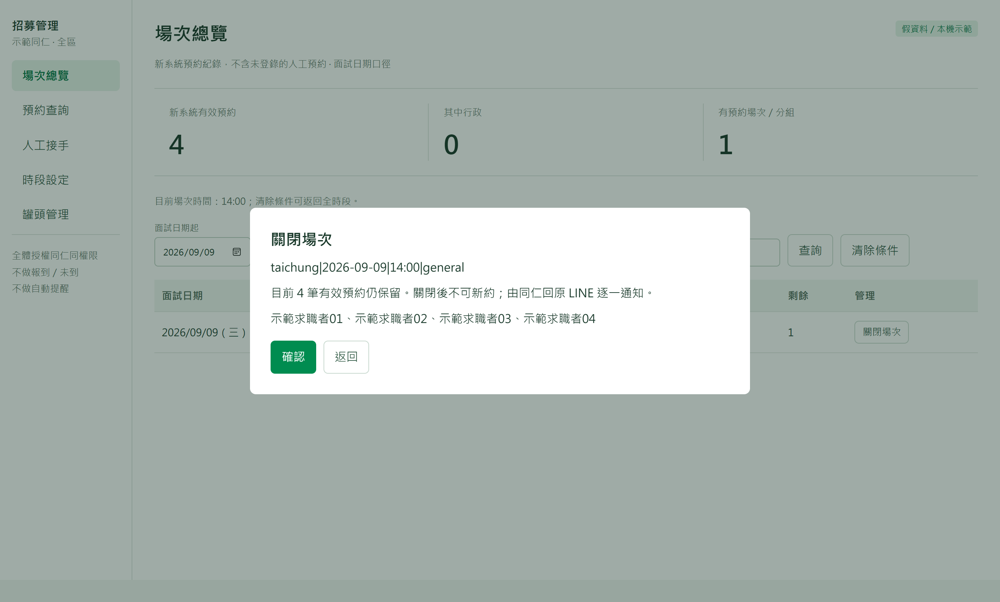 招募管理
示範同仁 · 全區
場次總覽
預約查詢
人工接手
時段設定
罐頭管理
全體授權同仁同權限
不做報到 / 未到
不做自動提醒
場次總覽
假資料 / 本機示範
新系統預約紀錄，不含未登錄的人工預約 · 面試日期口徑
新系統有效預約
4
其中行政
0
有預約場次 / 分組
1
目前場次時間：14:00；清除條件可返回全時段。
面試日期起
2026/09/09
查詢
清除條件
面試日期
剩餘
管理
2026/09/09（三）
1
關閉場次
關閉場次
taichung|2026-09-09|14:00|general
目前 4 筆有效預約仍保留。關閉後不可新約；由同仁回原 LINE 逐一通知。
示範求職者01、示範求職者02、示範求職者03、示範求職者04
確認
返回